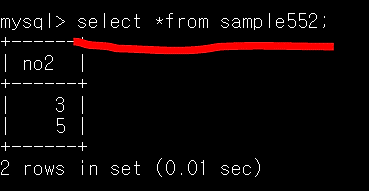 mysql> select *from sample552;
+------+
| no2  |
+------+
|    3 |
|    5 |
+------+
2 rows in set (0.01 sec)